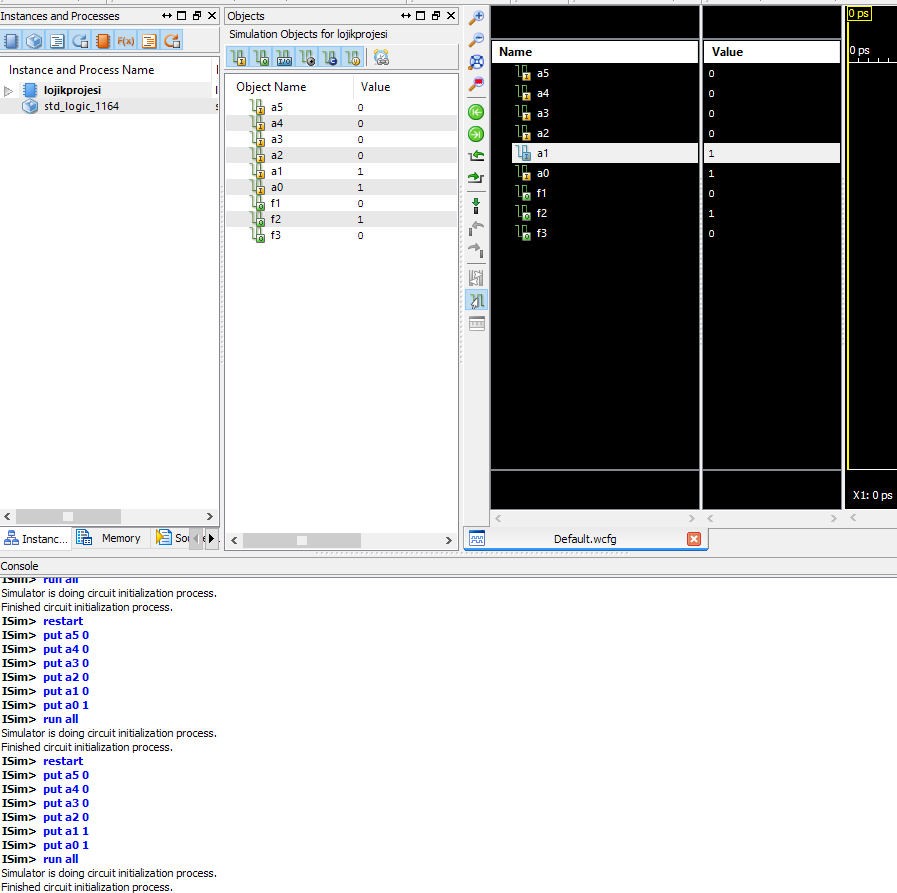 Instances and Processes
Instance and Process Name
lojikprojesi
std_logic_1164
Instanc...
Memory
Objects
Simulation Objects for lojikprojesi
Object Name Value
a5 0
a4 0
a3 0
a2 0
a1 1
a0 1
f1 0
f2 1
f3 0
Name Value
a5 0
a4 0
a3 0
a2 0
a1 1
a0 1
f1 0
f2 1
f3 0
0 ps
0 ps
X1: 0 ps
Default.wcfg
Console
ISim> run all
Simulator is doing circuit initialization process.
Finished circuit initialization process.
ISim> restart
ISim> put a5 0
ISim> put a4 0
ISim> put a3 0
ISim> put a2 0
ISim> put a1 0
ISim> put a0 1
ISim> run all
Simulator is doing circuit initialization process.
Finished circuit initialization process.
ISim> restart
ISim> put a5 0
ISim> put a4 0
ISim> put a3 0
ISim> put a2 0
ISim> put a1 1
ISim> put a0 1
ISim> run all
Simulator is doing circuit initialization process.
Finished circuit initialization process.